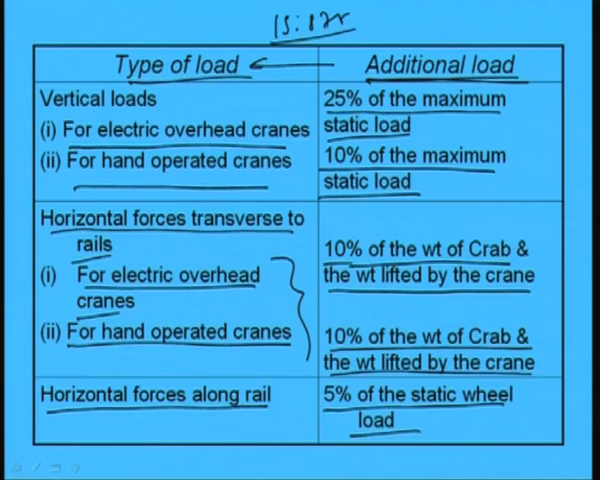 Type of load Additional load
Vertical loads 25% of the maximum
(i) For electric overhead cranes static load
(ii) For hand operated cranes 10% of the maximum
static load
Horizontal forces transverse to
rails 10% of the wt of Crab &
(i) For electric overhead the wt lifted by the crane
cranes
(ii) For hand operated cranes 10% of the wt of Crab &
the wt lifted by the crane
Horizontal forces along rail 5% of the static wheel
load